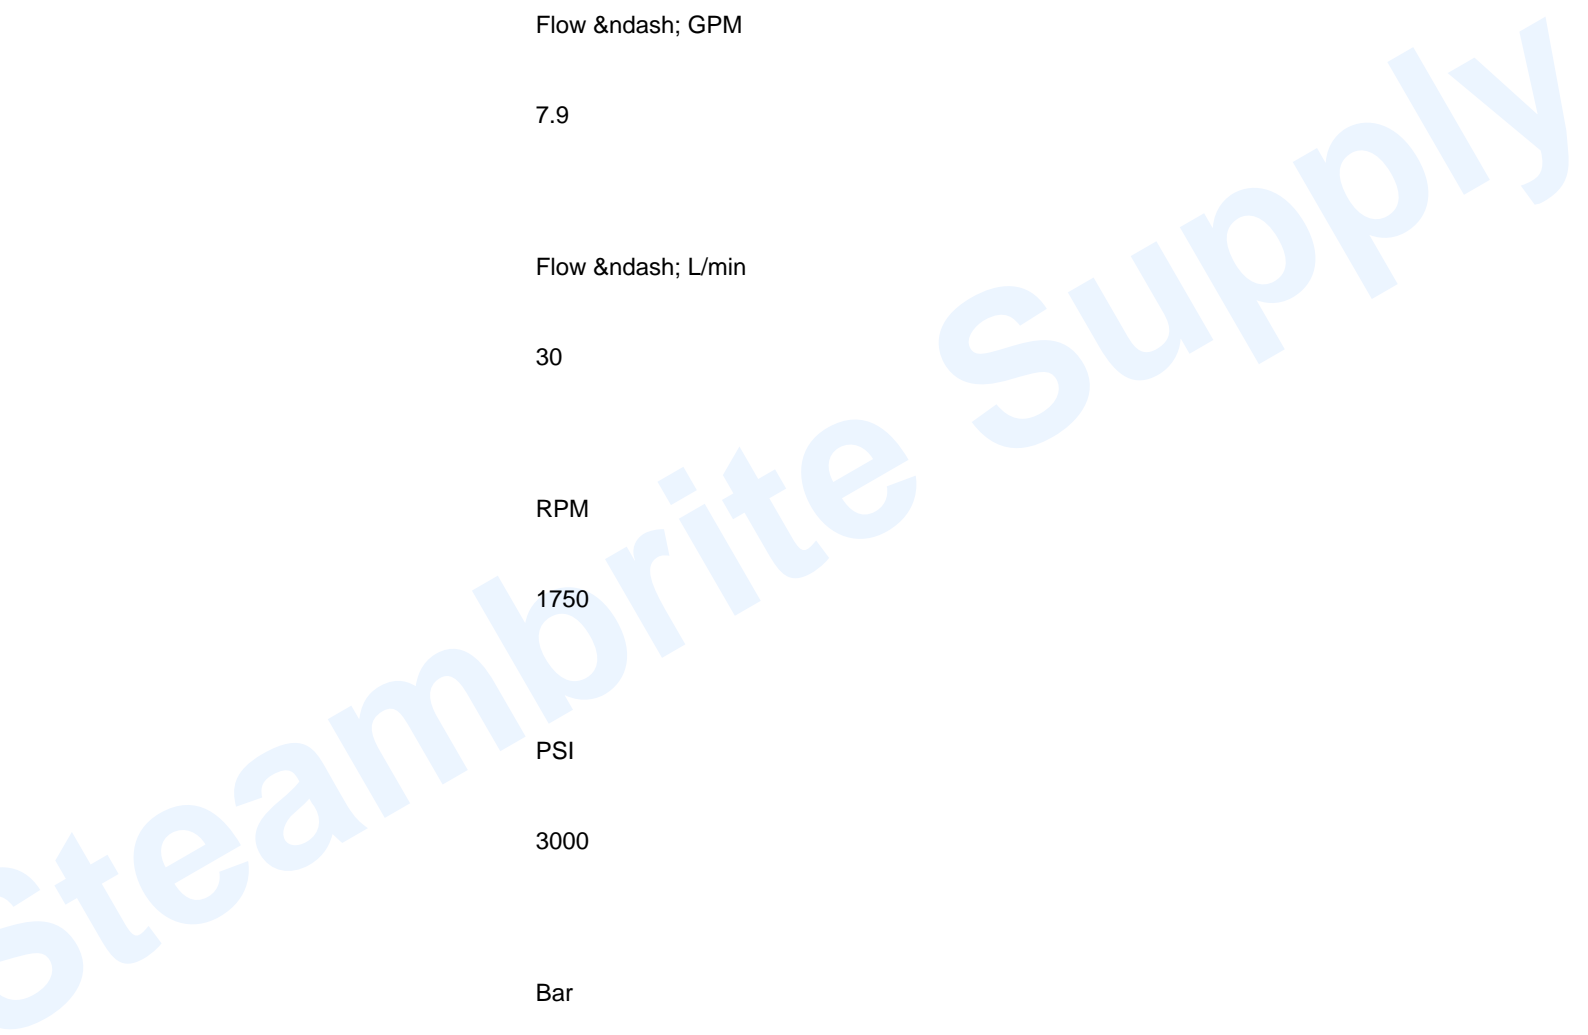 Flow &ndash; GPM
7.9
Flow &ndash; L/min
30
RPM
1750
PSI
3000
Bar
Steambrite Supply